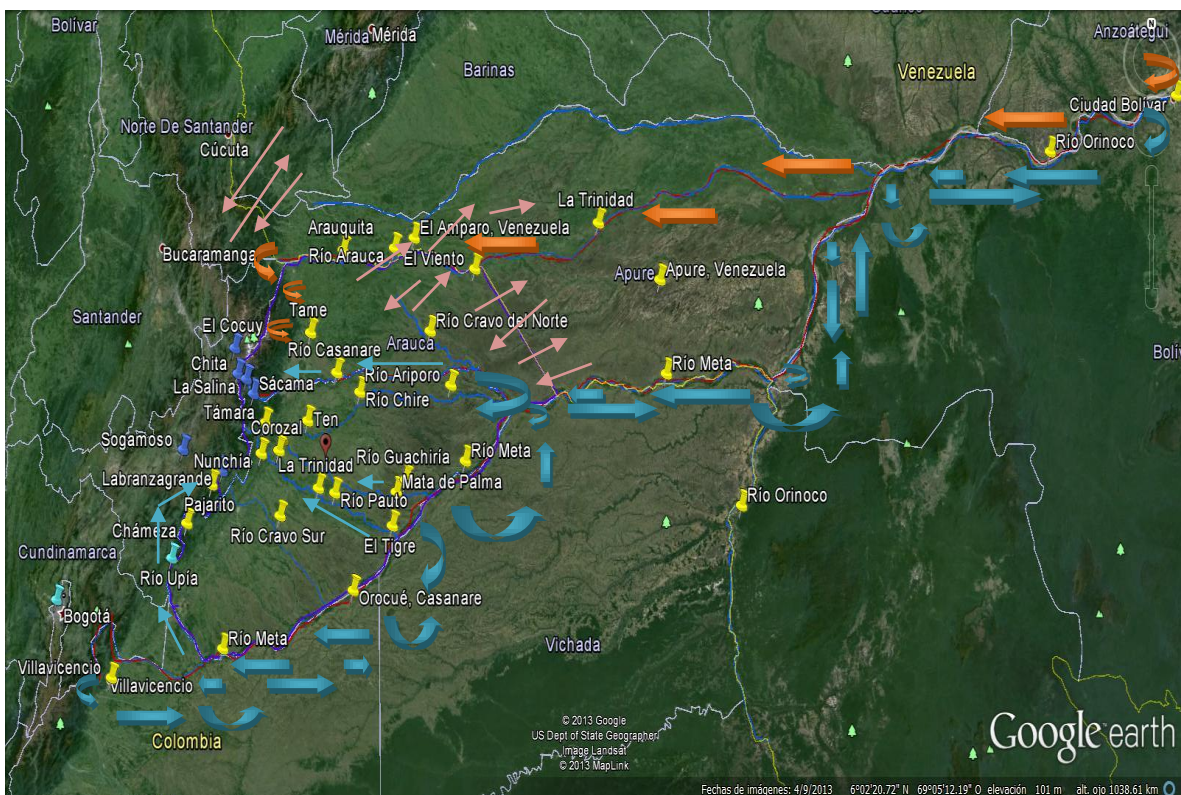 Bolívar
Mérida
Mérida
Anzoátegui
N
Barinas
Venezuela
Ciudad Bolívar
Norte De Santander
Cúcuta
Río Orinoco
La Trinidad
Arauquita
El Amparo, Venezuela
Bucaramanga
Río Arauca
El Viento
Apure
Apure, Venezuela
Tame
Santander
El Cocuy
Río Cravo del Norte
Río Casanare
Arauca
Chita
Río Meta
La Salina
Sácama
Río Ariporo
Río Chire
Támara
Ten
Corozal
Sogamoso
Nunchia
La Trinidad
Río Guachiría
Río Meta
Labranzagrande
Mata de Palma
Río Pauto
Río Orinoco
Pajarito
Chámeza
Río Cravo Sur
El Tigre
Cundinamarca
Río Upía
Orocué, Casanare
Bogotá
Río Meta
Vichada
Villavicencio
Villavicencio
Colombia
© 2013 Google
US Dept of State Geographer
Image Landsat
© 2013 MapLink
Google earth
Fechas de imágenes: 4/9/2013 6º02'20.72" N 69º05'12.19" O elevación 101 m alt. ojo 1038.61 km